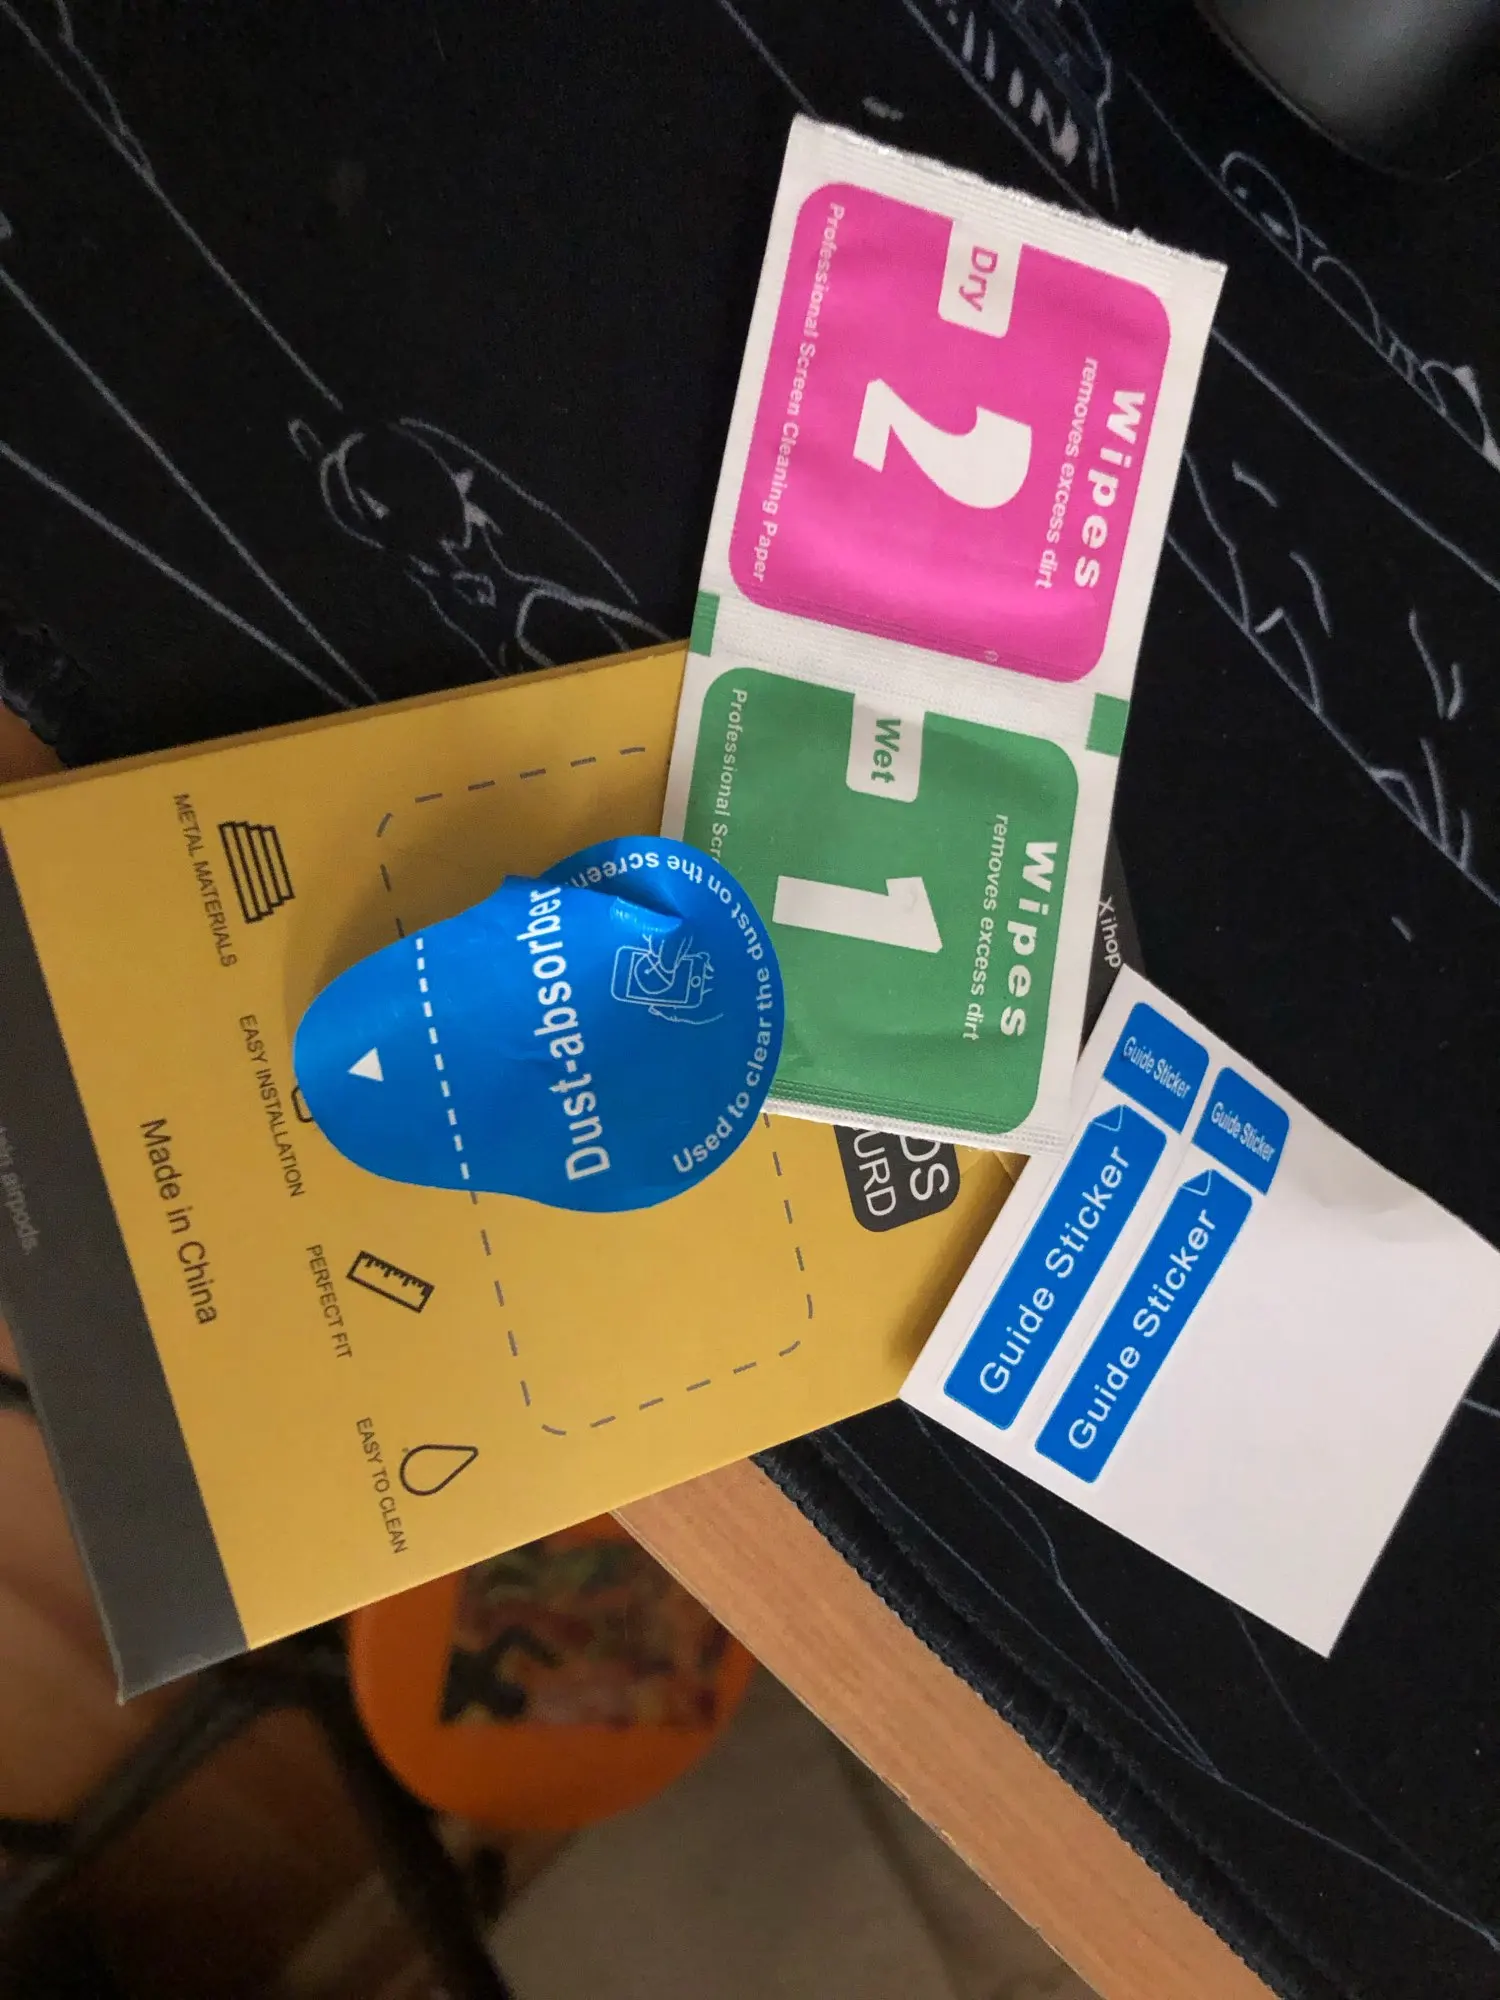 Wipes
removes excess dirt
2
Dry
Professional Screen Cleaning Paper
Wipes
removes excess dirt
1
Wet
Professional
Xihop
Guide Sticker
Guide Sticker
Guide Sticker
Guide Sticker
Dust-absorber
Used to clear the dust on the screen
METAL MATERIALS
EASY INSTALLATION
PERFECT FIT
EASY TO CLEAN
Made in China
airpods.